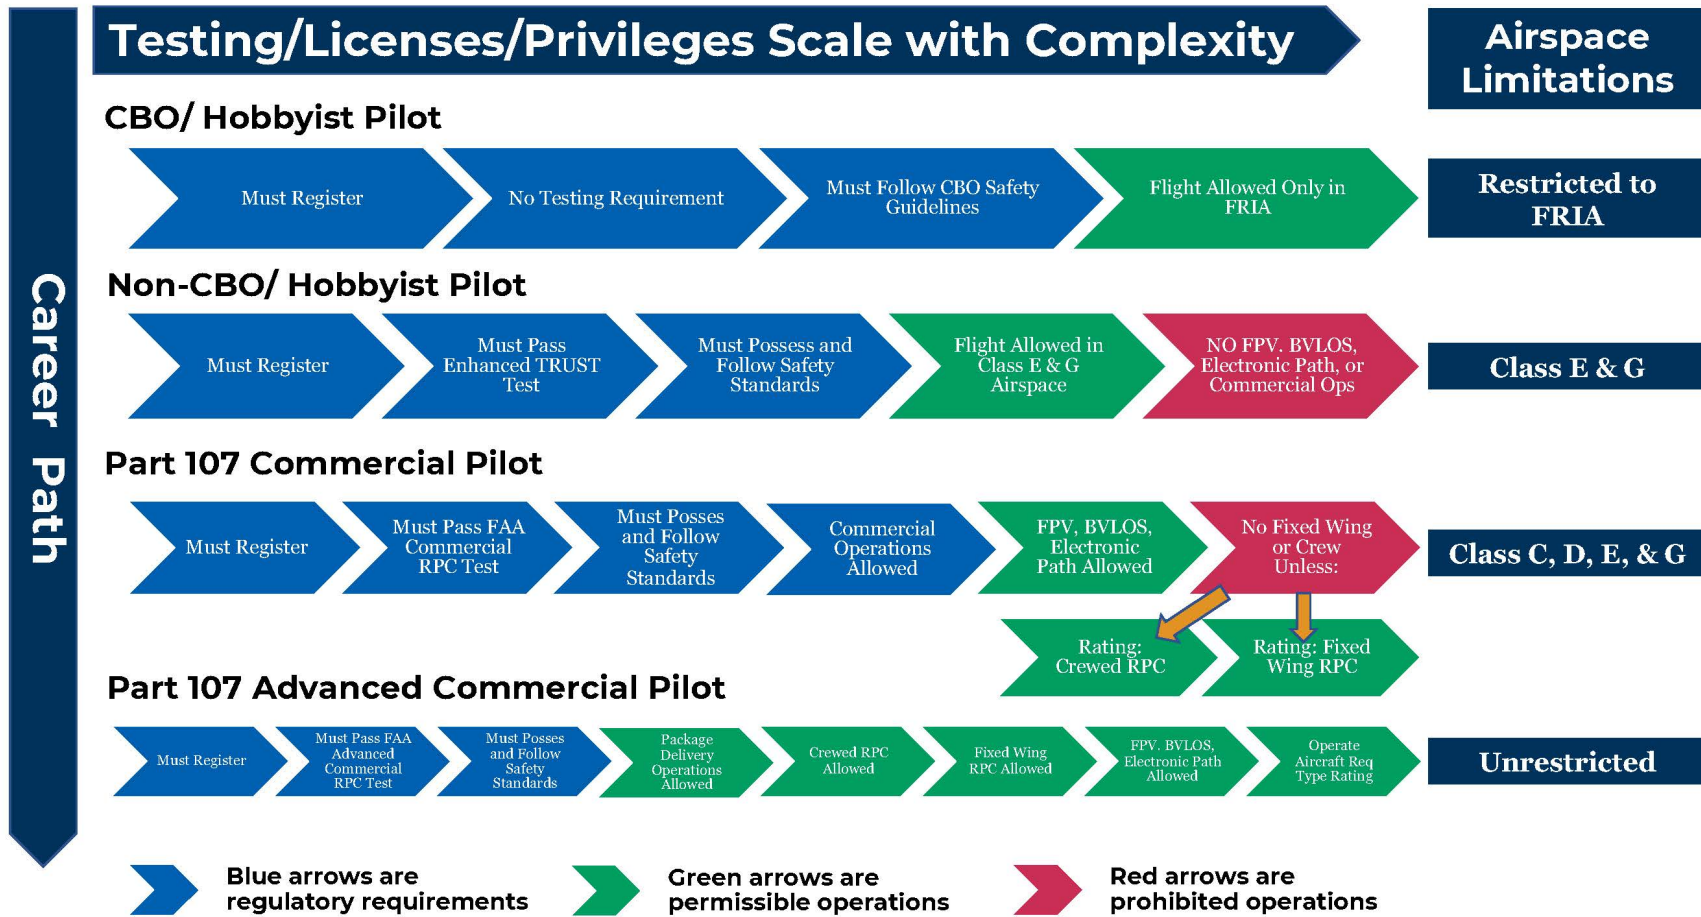 Testing/Licenses/Privileges Scale with Complexity
Airspace
Limitations
Career Path
CBO/ Hobbyist Pilot
Must Register
No Testing Requirement
Must Follow CBO Safety
Guidelines
Flight Allowed Only in
FRIA
Restricted to
FRIA
Non-CBO/ Hobbyist Pilot
Must Register
Must Pass
Enhanced TRUST
Test
Must Possess and
Follow Safety
Standards
Flight Allowed in
Class E & G
Airspace
NO FPV. BVLOS,
Electronic Path, or
Commercial Ops
Class E & G
Part 107 Commercial Pilot
Must Register
Must Pass FAA
Commercial
RPC Test
Must Posses
and Follow
Safety
Standards
Commercial
Operations
Allowed
FPV, BVLOS,
Electronic
Path Allowed
No Fixed Wing
or Crew
Unless:
Class C, D, E, & G
Rating:
Crewed RPC
Rating: Fixed
Wing RPC
Part 107 Advanced Commercial Pilot
Must Register
Must Pass FAA
Advanced
Commercial
RPC Test
Must Posses
and Follow
Safety
Standards
Package
Delivery
Operations
Allowed
Crewed RPC
Allowed
Fixed Wing
RPC Allowed
FPV. BVLOS,
Electronic Path
Allowed
Operate
Aircraft Req
Type Rating
Unrestricted
Blue arrows are
regulatory requirements
Green arrows are
permissible operations
Red arrows are
prohibited operations